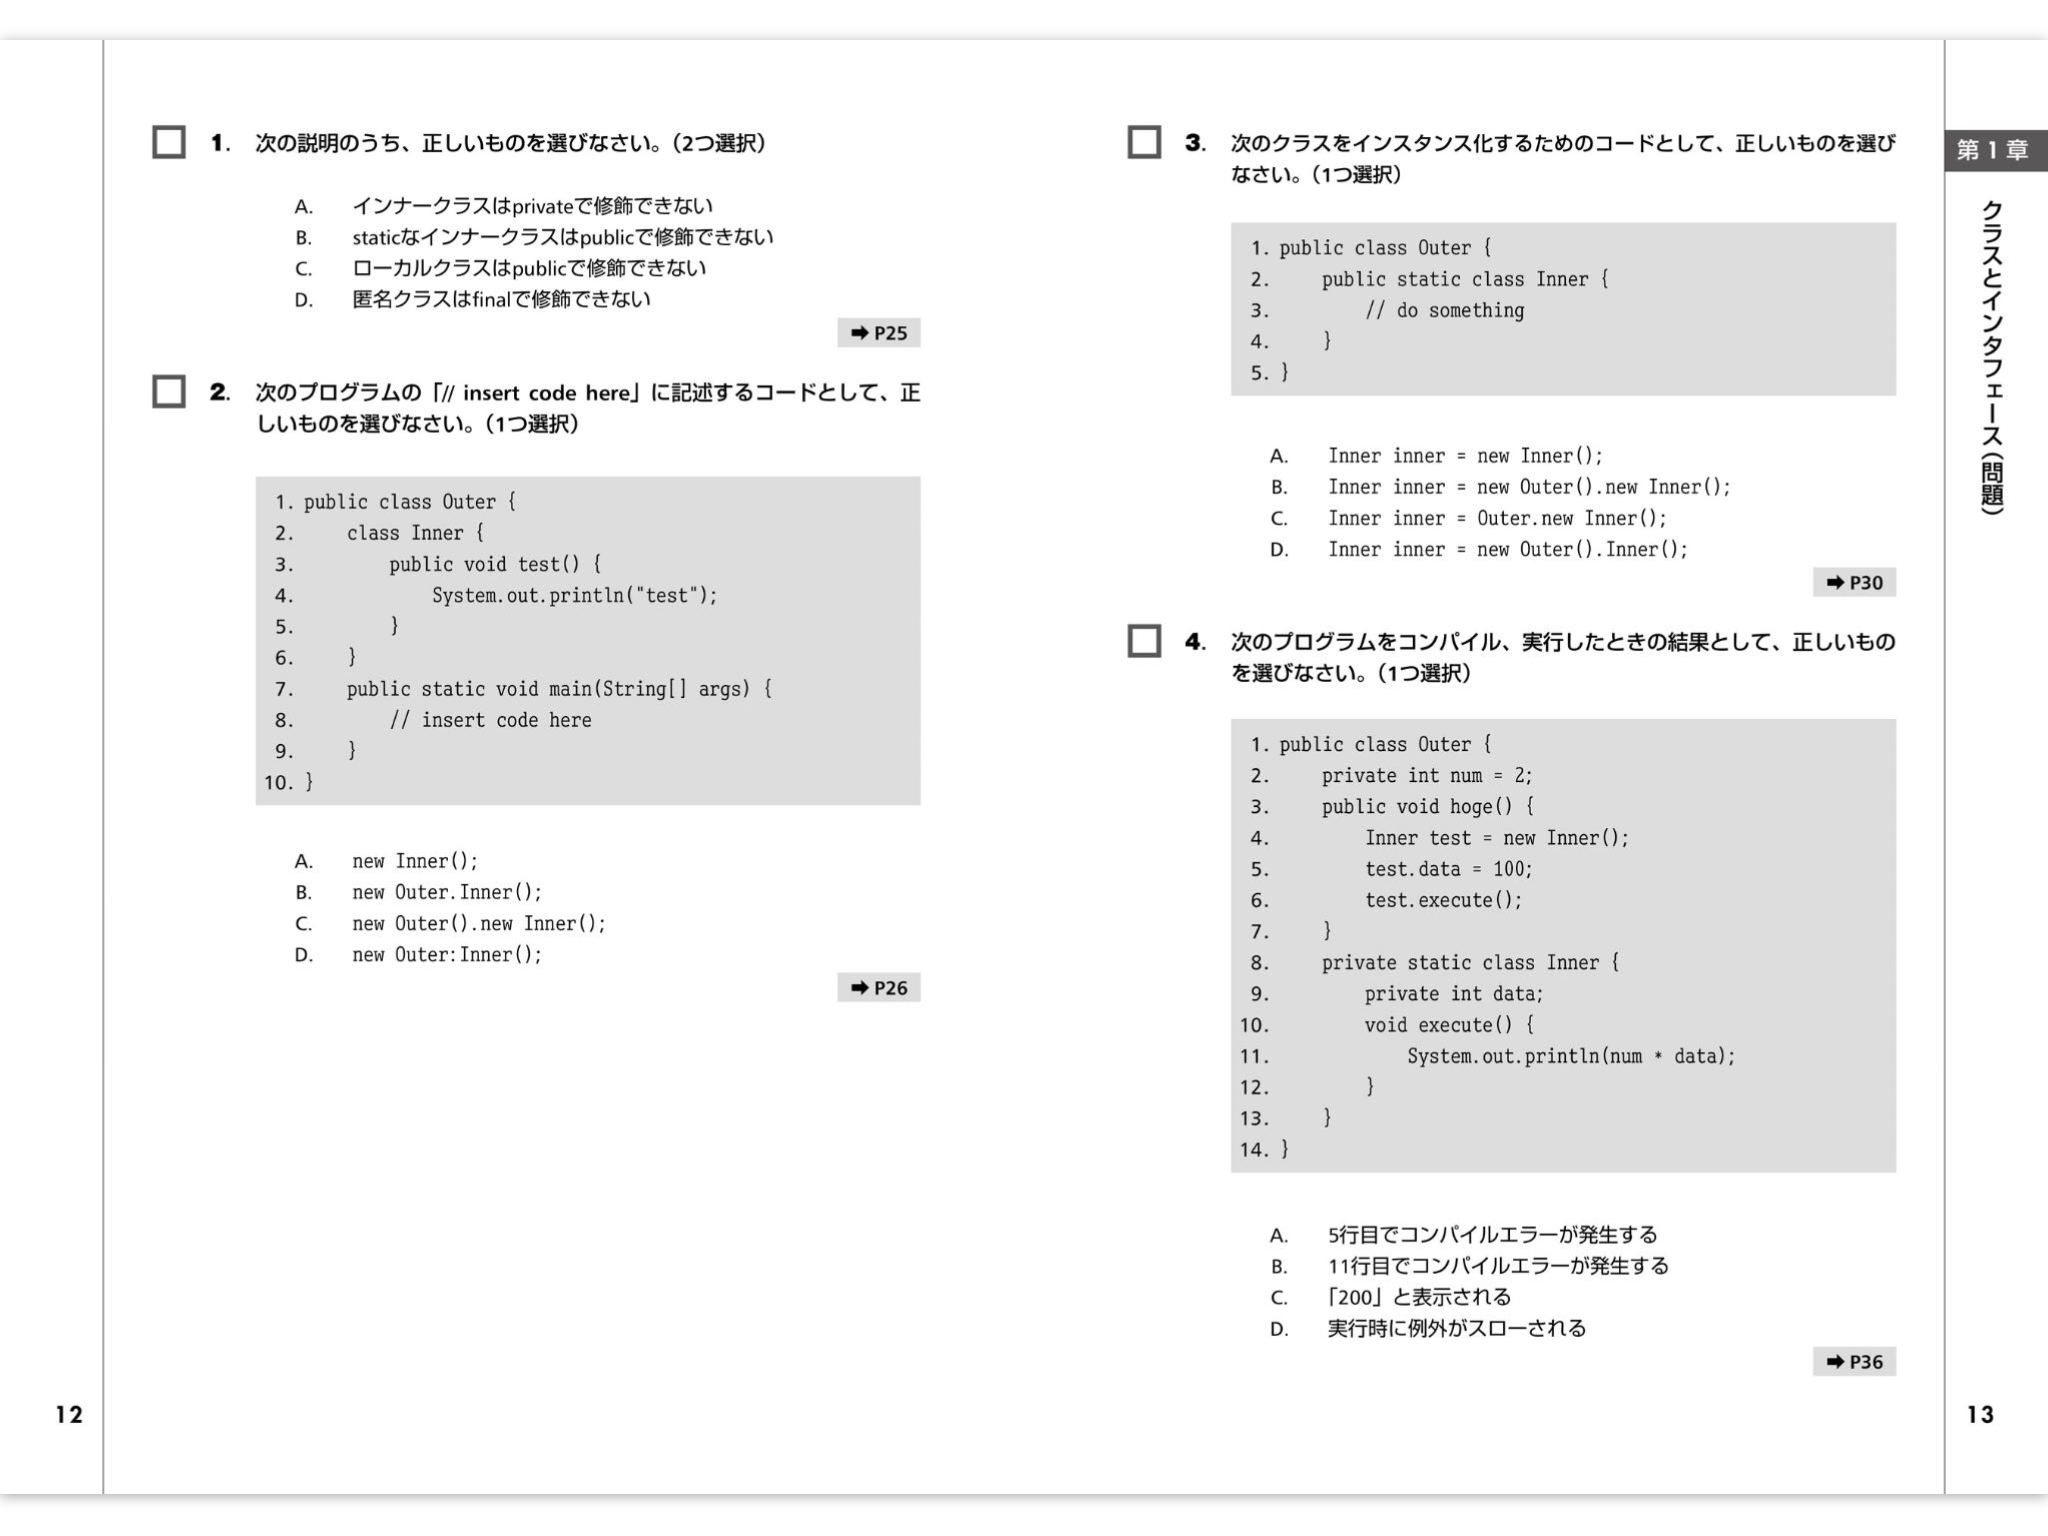 1. 次の説明のうち、正しいものを選びなさい。（2つ選択）
A. インナークラスはprivateで修飾できない
B. staticなインナークラスはpublicで修飾できない
C. ローカルクラスはpublicで修飾できない
D. 匿名クラスはfinalで修飾できない
➡ P25
2. 次のプログラムの「// insert code here」に記述するコードとして、正
しいものを選びなさい。（1つ選択）
1. public class Outer {
2.     class Inner {
3.         public void test() {
4.             System.out.println("test");
5.         }
6.     }
7.     public static void main(String[] args) {
8.         // insert code here
9.     }
10. }
A. new Inner();
B. new Outer.Inner();
C. new Outer().new Inner();
D. new Outer:Inner();
➡ P26
12
3. 次のクラスをインスタンス化するためのコードとして、正しいものを選び
なさい。（1つ選択）
1. public class Outer {
2.     public static class Inner {
3.         // do something
4.     }
5. }
A. Inner inner = new Inner();
B. Inner inner = new Outer().new Inner();
C. Inner inner = Outer.new Inner();
D. Inner inner = new Outer().Inner();
➡ P30
4. 次のプログラムをコンパイル、実行したときの結果として、正しいもの
を選びなさい。（1つ選択）
1. public class Outer {
2.     private int num = 2;
3.     public void hoge() {
4.         Inner test = new Inner();
5.         test.data = 100;
6.         test.execute();
7.     }
8.     private static class Inner {
9.         private int data;
10.         void execute() {
11.             System.out.println(num * data);
12.         }
13.     }
14. }
A. 5行目でコンパイルエラーが発生する
B. 11行目でコンパイルエラーが発生する
C. 「200」と表示される
D. 実行時に例外がスローされる
➡ P36
第1章
クラスとインタフェース（問題）
13